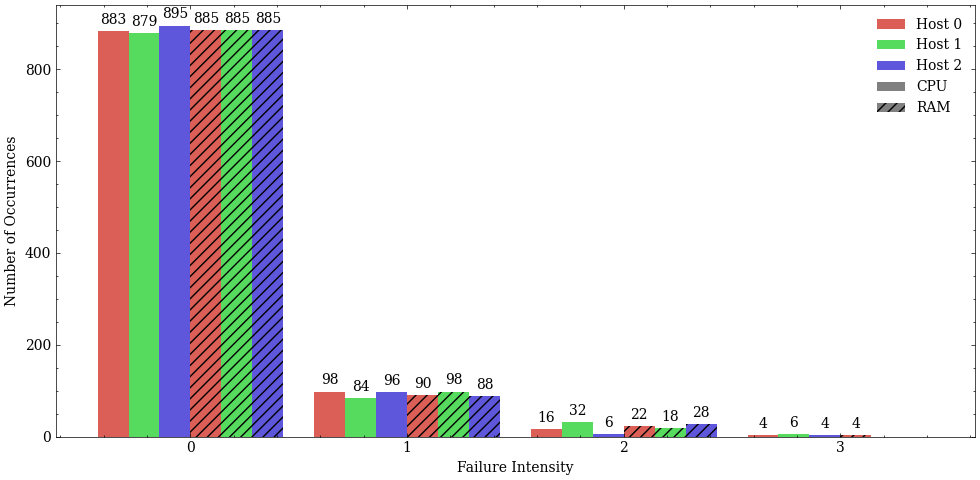 883 879 895 885 885 885
98 84 96 90 98 88
16 32 6 22 18 28
4 6 4 4
Host 0
Host 1
Host 2
CPU
RAM
800
600
400
200
0
Number of Occurrences
0 1 2 3
Failure Intensity